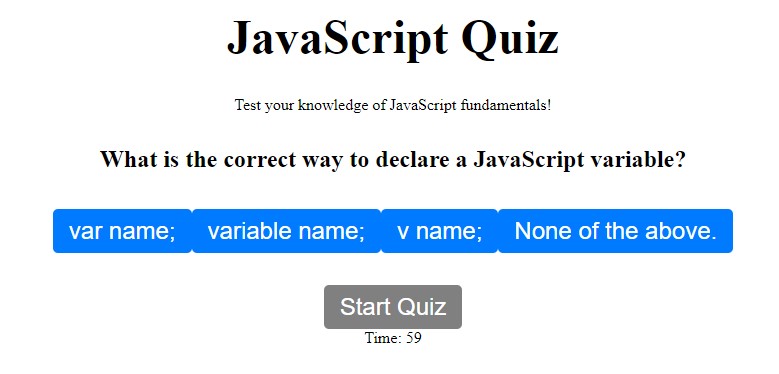 JavaScript Quiz
Test your knowledge of JavaScript fundamentals!
What is the correct way to declare a JavaScript variable?
var name; variable name; v name; None of the above.
Start Quiz
Time: 59